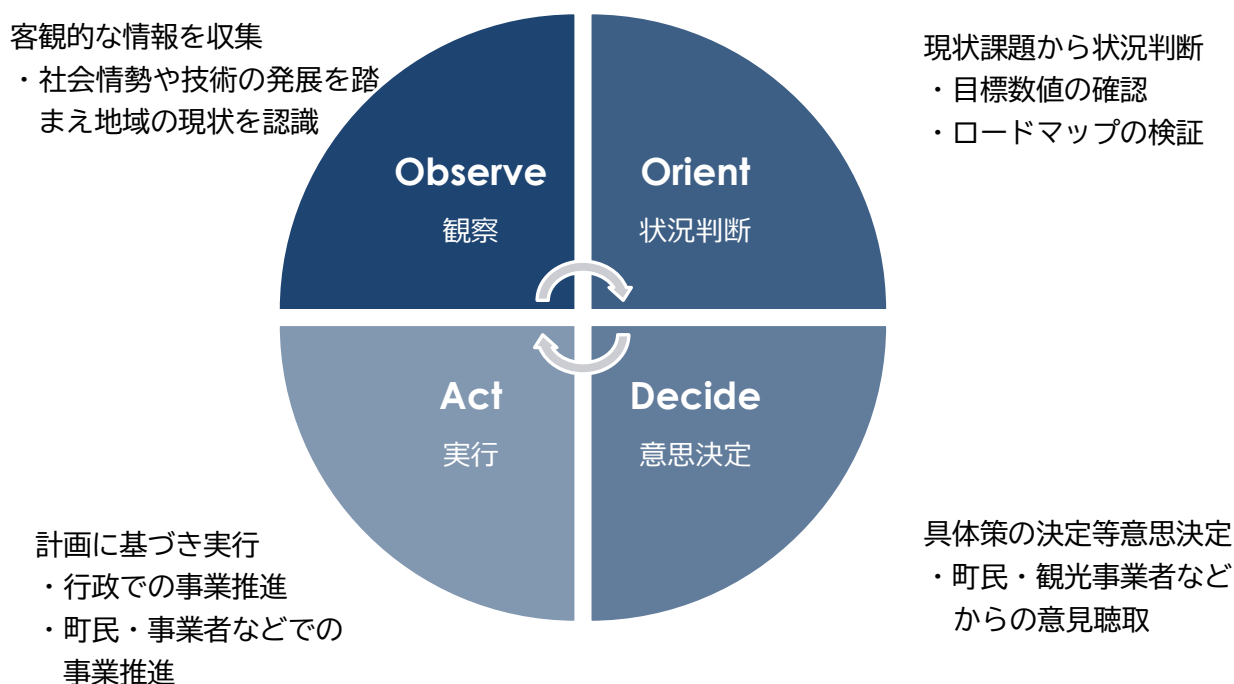 客観的な情報を収集
・社会情勢や技術の発展を踏
まえ地域の現状を認識
Observe
観察
現状課題から状況判断
・目標数値の確認
・ロードマップの検証
Orient
状況判断
Decide
意思決定
具体策の決定等意思決定
・町民・観光事業者など
からの意見聴取
Act
実行
計画に基づき実行
・行政での事業推進
・町民・事業者などでの
事業推進